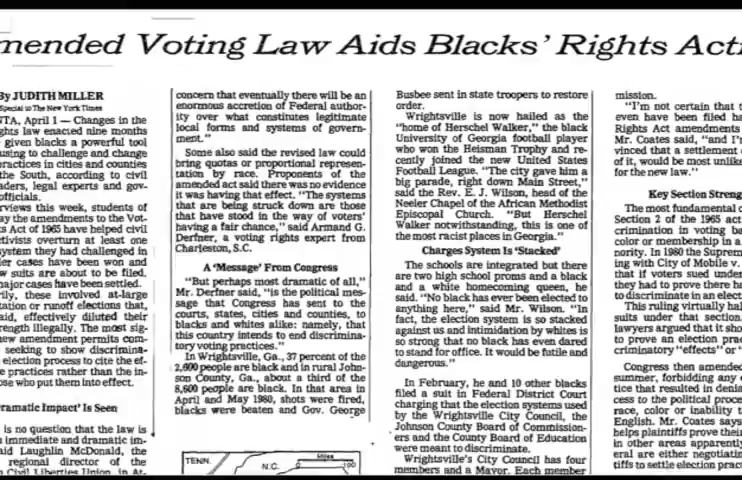 mended Voting Law Aids Blacks' Rights Acti
By JUDITH MILLER
Special to The New York Times
NTA, April 1 — Changes in the
ghts law enacted nine months
given blacks a powerful tool
using to challenge and change
practices in cities and counties
the South, according to civil
aders, legal experts and gov-
officials.
rviews this week, students of
ay the amendments to the Vot-
s Act of 1965 have helped civil
tivists overturn at least one
system they had challenged in
ler cases have been won and
w suits are about to be filed.
major cases have been settled.
rily, these involved at-large
tation or runoff elections that,
aid, effectively diluted their
rength illegally. The most sig-
new amendment permits com-
seeking to show discrimina-
election process to cite the ef-
e practices rather than the in-
ose who put them into effect.
ramatic Impact' Is Seen
is no question that the law is
immediate and dramatic im-
aid Laughlin McDonald, the
regional director of the
Civil Liberties Union, in At-
concern that eventually there will be an
enormous accretion of Federal author-
ity over what constitutes legitimate
local forms and systems of govern-
ment."
Some also said the revised law could
bring quotas or proportional represen-
tation by race. Proponents of the
amended act said there was no evidence
it was having that effect. "The systems
that are being struck down are those
that have stood in the way of voters'
having a fair chance," said Armand G.
Derfner, a voting rights expert from
Charleston, S.C.
A 'Message' From Congress
"But perhaps most dramatic of all,"
Mr. Derfner said, "is the political mes-
sage that Congress has sent to the
courts, states, cities and counties, to
blacks and whites alike: namely, that
this country intends to end discrimina-
tory voting practices."
In Wrightsville, Ga., 37 percent of the
2,600 people are black and in rural John-
son County, Ga., about a third of the
8,600 people are black. In that area in
April and May 1980, shots were fired,
blacks were beaten and Gov. George
TENN.
N.C.
Miles
0
100
Busbee sent in state troopers to restore
order.
Wrightsville is now hailed as the
"home of Herschel Walker," the black
University of Georgia football player
who won the Heisman Trophy and re-
cently joined the new United States
Football League. "The city gave him a
big parade, right down Main Street,"
said the Rev. E. J. Wilson, head of the
Neeler Chapel of the African Methodist
Episcopal Church. "But Herschel
Walker notwithstanding, this is one of
the most racist places in Georgia."
Charges System Is 'Stacked'
The schools are integrated but there
are two high school proms and a black
and a white homecoming queen, he
said. "No black has ever been elected to
anything here," said Mr. Wilson. "In
fact, the election system is so stacked
against us and intimidation by whites is
so strong that no black has even dared
to stand for office. It would be futile and
dangerous."
In February, he and 10 other blacks
filed a suit in Federal District Court
charging that the election systems used
by the Wrightsville City Council, the
Johnson County Board of Commission-
ers and the County Board of Education
were meant to discriminate.
Wrightsville's City Council has four
members and a Mayor. Each member
mission.
"I'm not certain that t
even have been filed ha
Rights Act amendments
Mr. Coates said, "and I'm
vinced that a settlement
of it, would be most unlike
for the new law."
Key Section Streng
The most fundamental c
Section 2 of the 1965 act
crimination in voting ba
color or membership in a
nority. In 1980 the Suprem
ing with City of Mobile v.
that if voters sued under
they had to prove there ha
to discriminate in an elect
This ruling virtually hal
suits under that section.
lawyers argued that it sho
to prove an election prac
criminatory "effects" or "
Congress then amended
summer, forbidding any
tice that resulted in denia
cess to the political proce
race, color or inability t
English. Mr. Coates says
helps plaintiffs prove their
in other areas apparently
eral are either negotiatin
tiffs to settle election prac